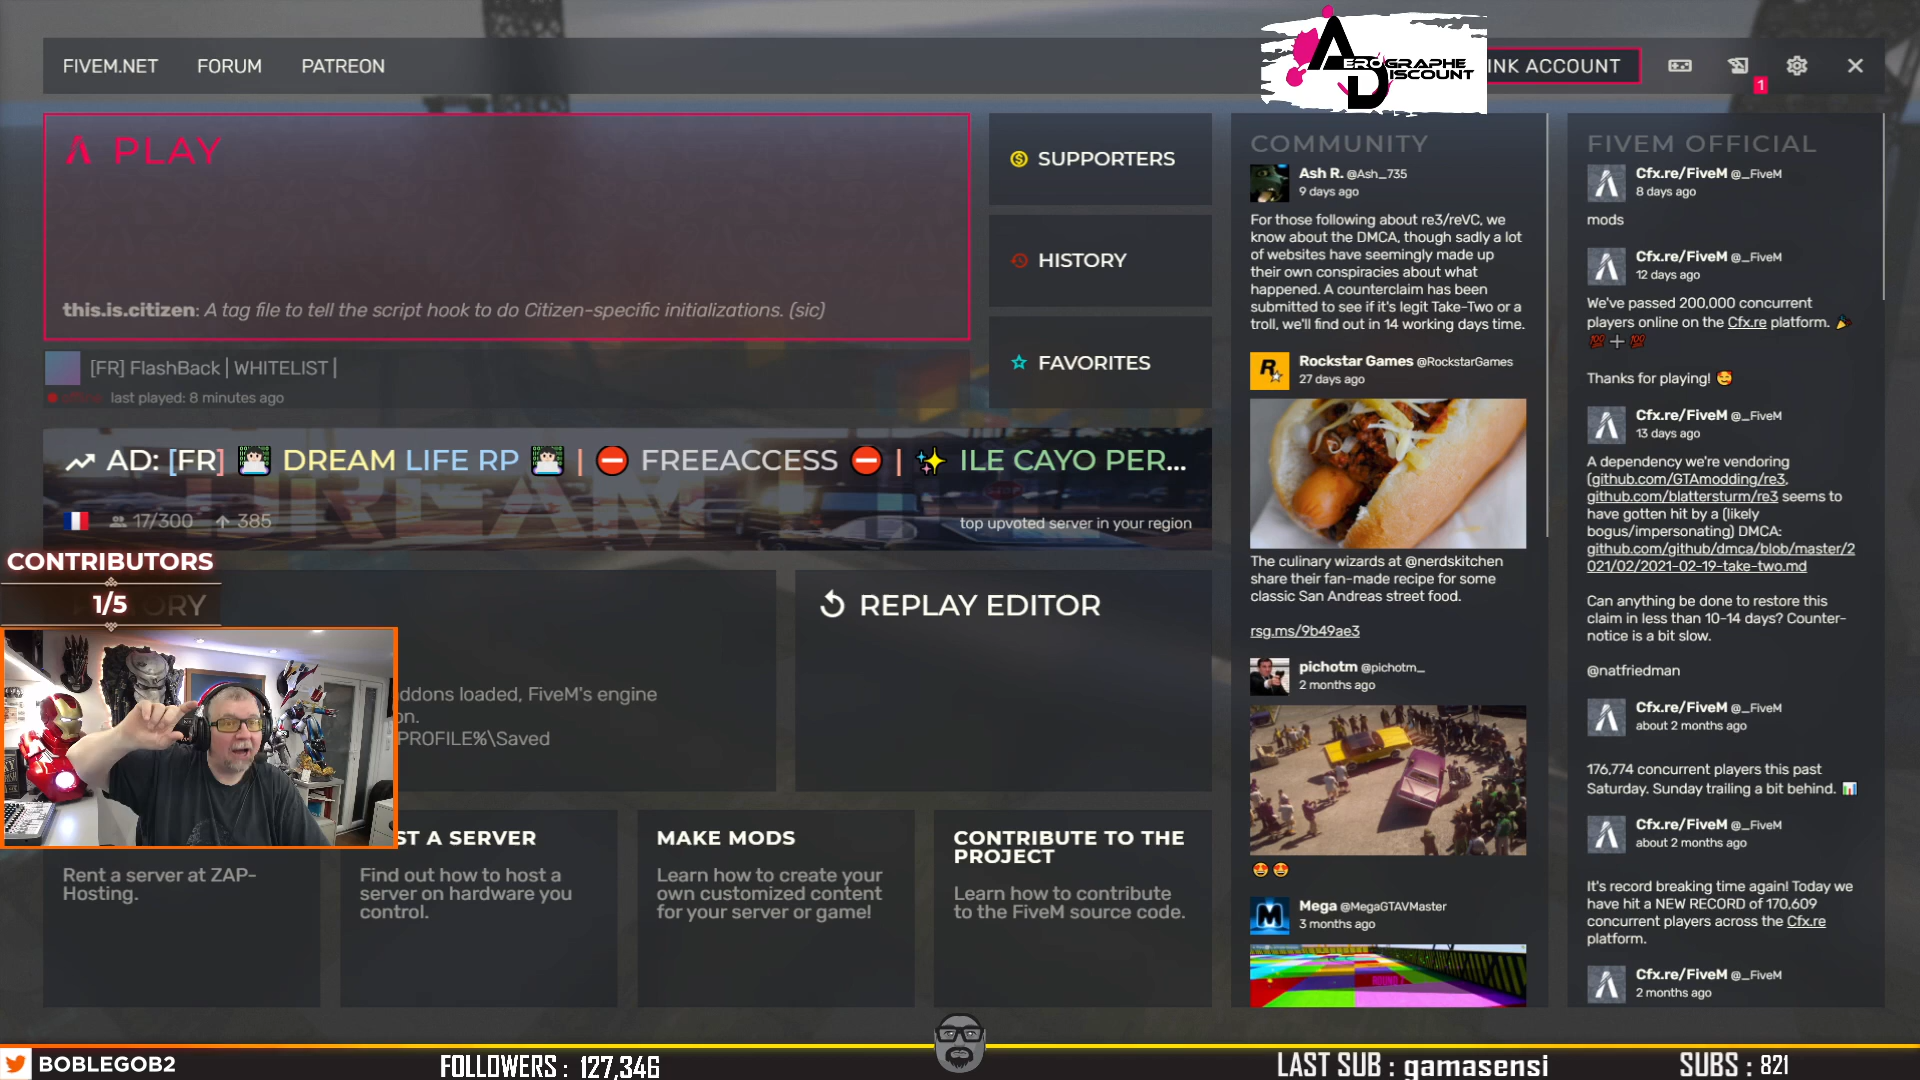 FIVEM.NET FORUM PATREON
AEROGRAPHE
DISCOUNT
INK ACCOUNT
1
PLAY
this.is.citizen: A tag file to tell the script hook to do Citizen-specific initializations. (sic)
[FR] FlashBack | WHITELIST |
offline last played: 8 minutes ago
SUPPORTERS
HISTORY
FAVORITES
AD: [FR] DREAM LIFE RP | FREEACCESS | ILE CAYO PER...
17/300 385
top upvoted server in your region
CONTRIBUTORS
1/5
ddons loaded, FiveM's engine
on.
PROFILE%\Saved
REPLAY EDITOR
Rent a server at ZAP-
Hosting.
ST A SERVER
Find out how to host a
server on hardware you
control.
MAKE MODS
Learn how to create your
own customized content
for your server or game!
CONTRIBUTE TO THE
PROJECT
Learn how to contribute
to the FiveM source code.
COMMUNITY
Ash R. @Ash_735
9 days ago
For those following about re3/reVC, we
know about the DMCA, though sadly a lot
of websites have seemingly made up
their own conspiracies about what
happened. A counterclaim has been
submitted to see if it's legit Take-Two or a
troll, we'll find out in 14 working days time.
Rockstar Games @RockstarGames
27 days ago
The culinary wizards at @nerdskitchen
share their fan-made recipe for some
classic San Andreas street food.
rsg.ms/9b49ae3
pichotm @pichotm_
2 months ago
Mega @MegaGTAVMaster
3 months ago
FIVEM OFFICIAL
Cfx.re/FiveM @_FiveM
8 days ago
mods
Cfx.re/FiveM @_FiveM
12 days ago
We've passed 200,000 concurrent
players online on the Cfx.re platform. 🎉
💯➕💯
Thanks for playing! 🥰
Cfx.re/FiveM @_FiveM
13 days ago
A dependency we're vendoring
(github.com/GTAmodding/re3,
github.com/blattersturm/re3 seems to
have gotten hit by a (likely
bogus/impersonating) DMCA:
github.com/github/dmca/blob/master/2
021/02/2021-02-19-take-two.md
Can anything be done to restore this
claim in less than 10-14 days? Counter-
notice is a bit slow.
@natfriedman
Cfx.re/FiveM @_FiveM
about 2 months ago
176,774 concurrent players this past
Saturday. Sunday trailing a bit behind. 📊
Cfx.re/FiveM @_FiveM
about 2 months ago
It's record breaking time again! Today we
have hit a NEW RECORD of 170,609
concurrent players across the Cfx.re
platform.
Cfx.re/FiveM @_FiveM
2 months ago
BOBLEGOB2
FOLLOWERS : 127,346
LAST SUB : gamasensi
SUBS : 821